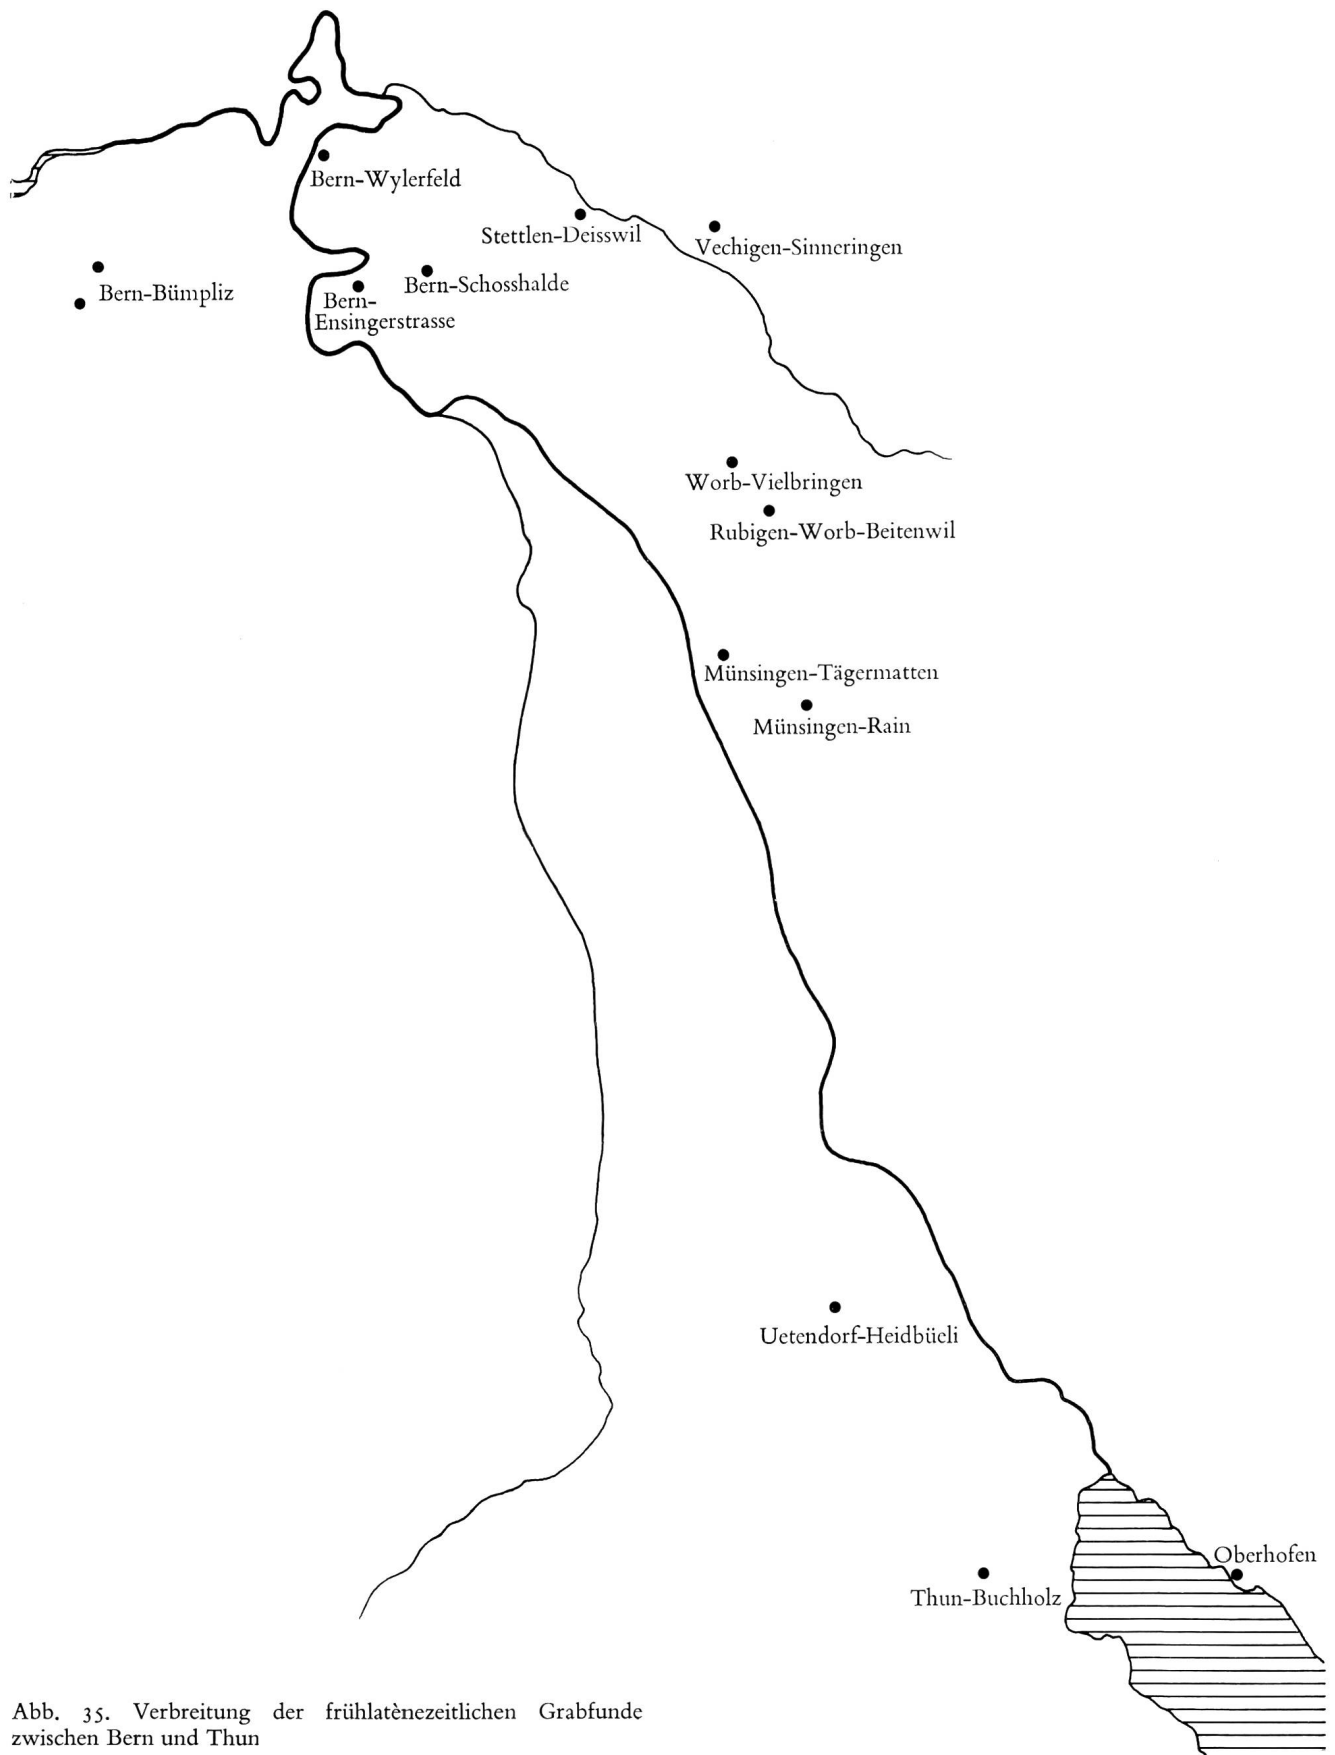 Bern-Wylerfeld
Stettlen-Deisswil
Vechigen-Sinneringen
Bern-Bümpliz
Bern-Schosshalde
Bern-
Ensingerstrasse
Worb-Vielbringen
Rubigen-Worb-Beitenwil
Münsingen-Tägermatten
Münsingen-Rain
Uetendorf-Heidbüeli
Oberhofen
Thun-Buchholz
Abb. 35. Verbreitung der frühlatènezeitlichen Grabfunde
zwischen Bern und Thun